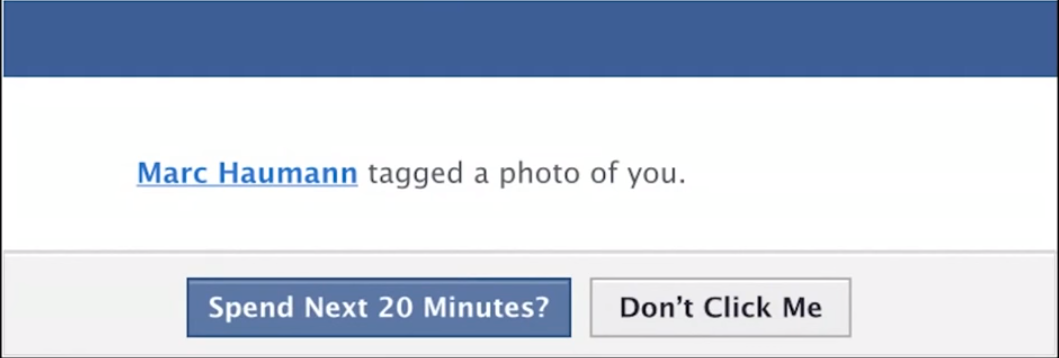 Marc Haumann tagged a photo of you.
Spend Next 20 Minutes? Don’t Click Me